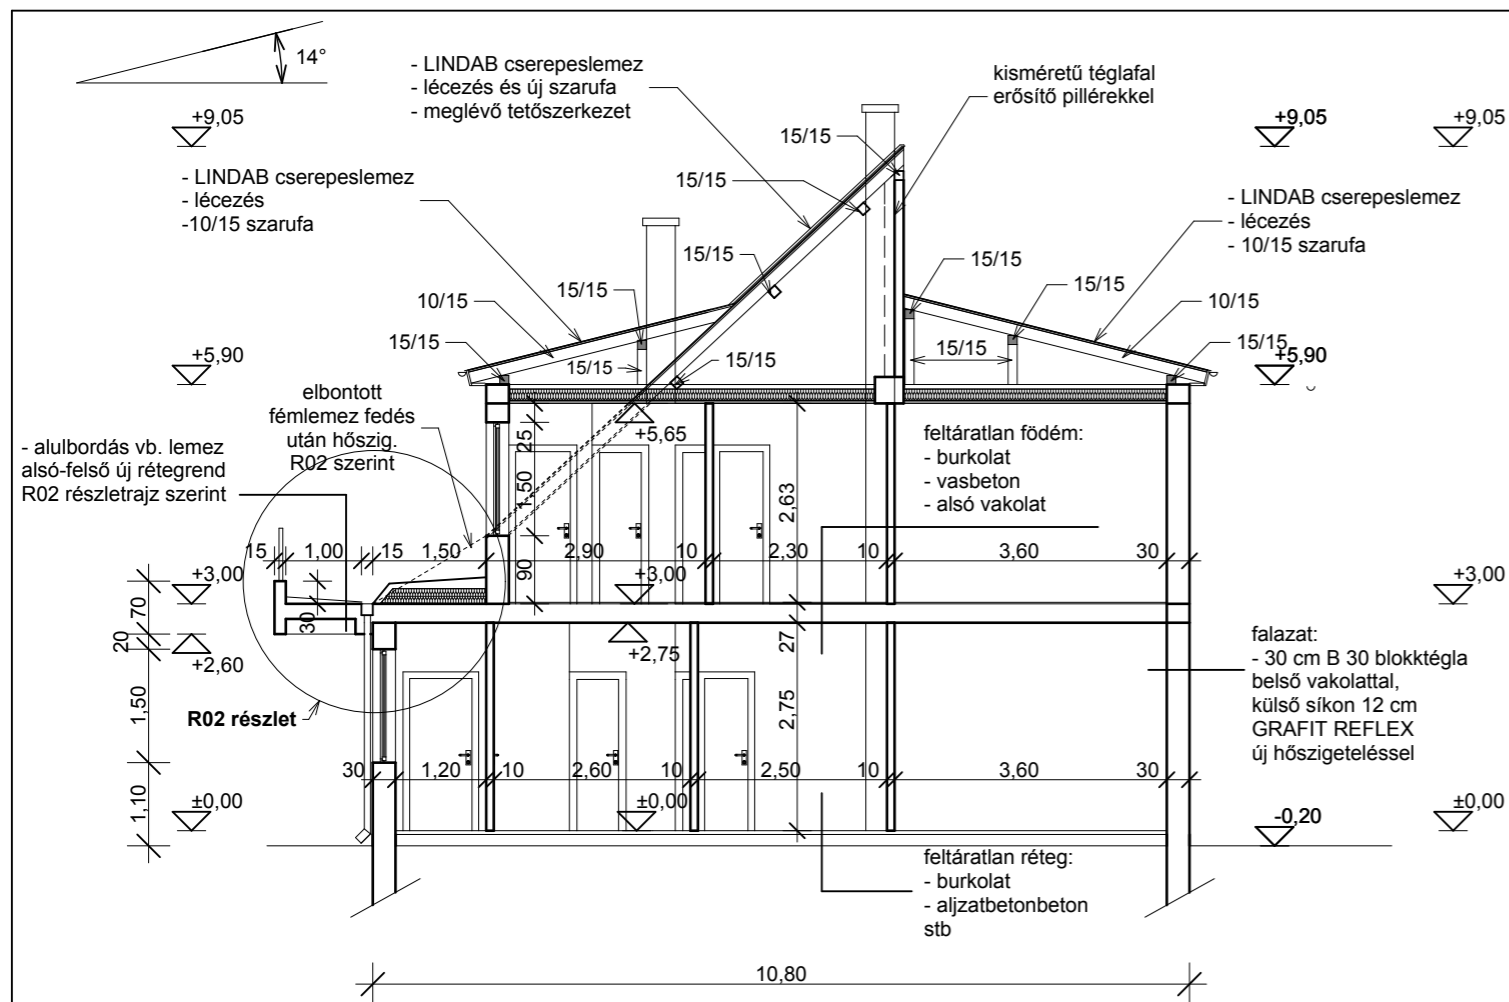 14°
- LINDAB cserepeslemez
- lécezés és új szarufa
- meglévő tetőszerkezet
kisméretű téglafal
erősítő pillérekkel
+9,05
+9,05
+9,05
15/15
15/15
- LINDAB cserepeslemez
- lécezés
-10/15 szarufa
- LINDAB cserepeslemez
- lécezés
- 10/15 szarufa
15/15
15/15
15/15
15/15
10/15
10/15
15/15
15/15
15/15
15/15
15/15
+5,90
+5,90
elbontott
fémlemez fedés
után hőszig.
R02 szerint
- alulbordás vb. lemez
alsó-felső új rétegrend
R02 részletrajz szerint
25
+5,65
feltáratlan födém:
- burkolat
- vasbeton
- alsó vakolat
1,50
2,63
15
1,00
15
1,50
2,90
10
2,30
10
3,60
30
90
+3,00
+3,00
+3,00
70
30
20
+2,60
+2,75
27
falazat:
- 30 cm B 30 blokktégla
belső vakolattal,
külső síkon 12 cm
GRAFIT REFLEX
új hőszigeteléssel
1,50
R02 részlet
2,75
30
1,20
10
2,60
10
2,50
10
3,60
30
1,10
±0,00
±0,00
-0,20
±0,00
feltáratlan réteg:
- burkolat
- aljzatbetonbeton
stb
10,80